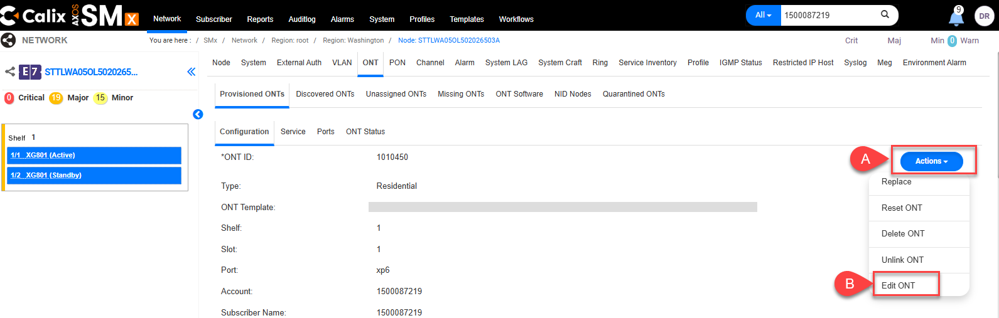 Calix AXOS SMx
Network Subscriber Reports Auditlog Alarms System Profiles Templates Workflows
All 1500087219
9
DR
NETWORK
You are here : / SMx / Network / Region: root / Region: Washington / Node: STTLWA05OL502026503A
Crit Maj Min 0 Warn
E7 STTLWA05OL5020265...
0 Critical 19 Major 15 Minor
Shelf 1
1/1 XG801 (Active)
1/2 XG801 (Standby)
Node System External Auth VLAN ONT PON Channel Alarm System LAG System Craft Ring Service Inventory Profile IGMP Status Restricted IP Host Syslog Meg Environment Alarm
Provisioned ONTs Discovered ONTs Unassigned ONTs Missing ONTs ONT Software NID Nodes Quarantined ONTs
Configuration Service Ports ONT Status
*ONT ID: 1010450
Type: Residential
ONT Template:
Shelf: 1
Slot: 1
Port: xp6
Account: 1500087219
Subscriber Name: 1500087219
A
Actions
Replace
Reset ONT
Delete ONT
Unlink ONT
B
Edit ONT